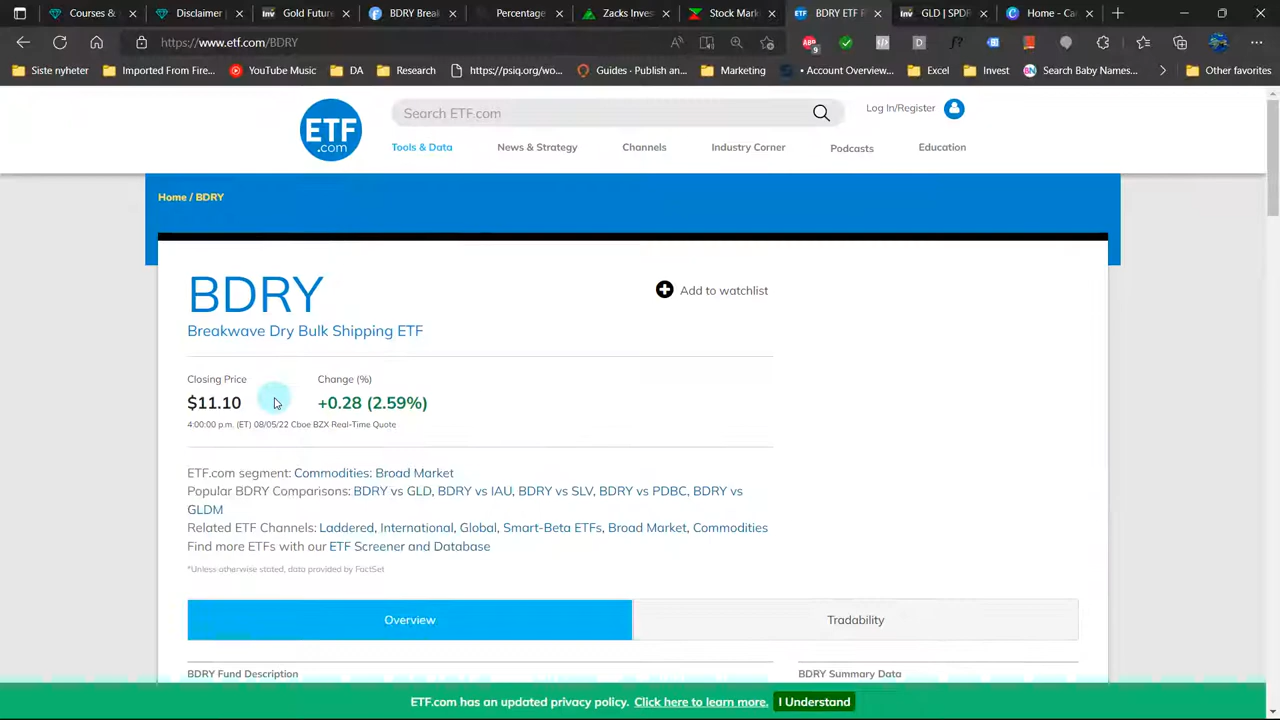 Courses &
Disclaimer
Inv Gold Future
BDRY Break
Percentage
Zacks Inves
Stock Mark
ETF BDRY ETF R
Inv GLD | SPDR
Home - Ca
https://www.etf.com/BDRY
ABP 9
Siste nyheter
Imported From Fire...
YouTube Music
DA
Research
https://psiq.org/wo...
Guides · Publish an...
Marketing
• Account Overview...
Excel
Invest
BN Search Baby Names...
Other favorites
ETF .com
Search ETF.com
Log In/Register
Tools & Data
News & Strategy
Channels
Industry Corner
Podcasts
Education
Home / BDRY
BDRY
Add to watchlist
Breakwave Dry Bulk Shipping ETF
Closing Price
Change (%)
$11.10
+0.28 (2.59%)
4:00:00 p.m. (ET) 08/05/22 Cboe BZX Real-Time Quote
ETF.com segment: Commodities: Broad Market
Popular BDRY Comparisons: BDRY vs GLD, BDRY vs IAU, BDRY vs SLV, BDRY vs PDBC, BDRY vs
GLDM
Related ETF Channels: Laddered, International, Global, Smart-Beta ETFs, Broad Market, Commodities
Find more ETFs with our ETF Screener and Database
*Unless otherwise stated, data provided by FactSet
Overview
Tradability
BDRY Fund Description
BDRY Summary Data
ETF.com has an updated privacy policy. Click here to learn more. I Understand